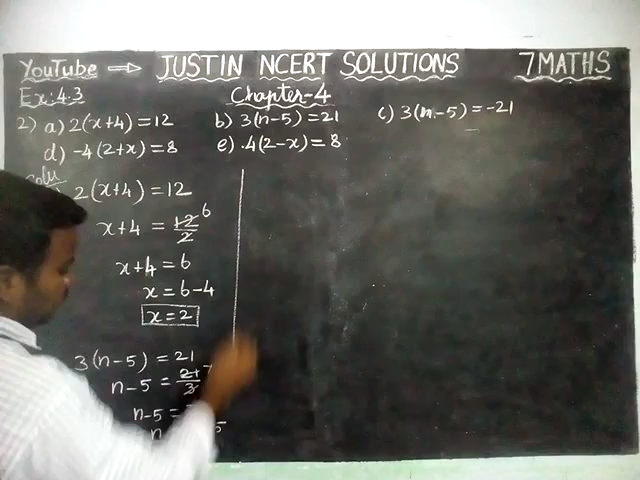 YouTube ⇒ JUSTIN NCERT SOLUTIONS 7MATHS
Ex:4.3 Chapter-4
2) a) 2(x+4)=12 b) 3(n-5)=21 c) 3(n-5)=-21
d) -4(2+x)=8 e) 4(2-x)=8
Solu
2(x+4)=12
x+4 = 12/2 6
x+4 = 6
x = 6-4
x = 2
3(n-5) = 21
n-5 = 21/3 7
n-5 =
n 5